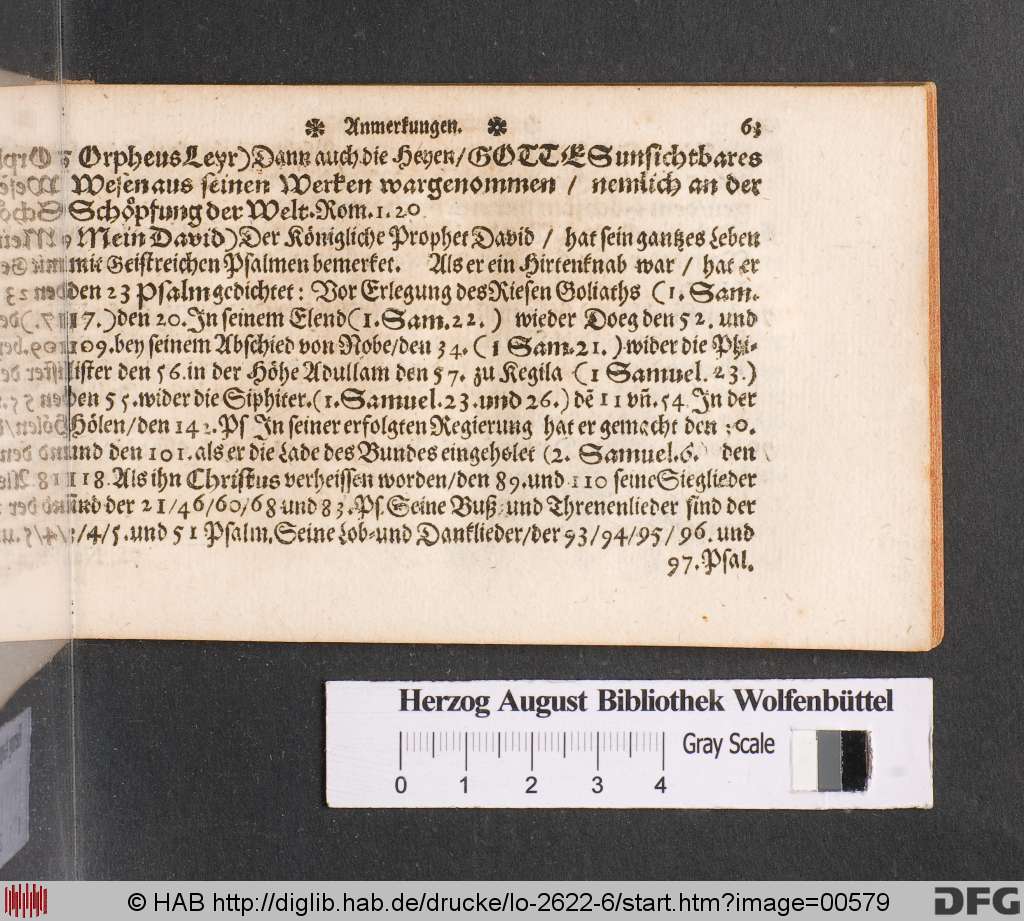 Anmerkungen. 63
7 Orpheus Leyr) Dann auch die Heyen/ GOTTES unsichtbares
Wesen aus seinen Werken wargenommen / nemlich an der
Schöpfung der Welt. Rom. 1. 20
9 Mein David) Der Königliche Prophet David / hat sein gantzes Leben
mit Geistreichen Psalmen bemerket. Als er ein Hirtenknab war / hat er
den 23 Psalm gedichtet: Vor Erlegung des Riesen Goliaths (1. Sam.
17.) den 20. In seinem Elend (1. Sam. 22. ) wieder Doeg den 52. und
109. bey seinem Abschied von Nobe/ den 34. (1 Sam. 21. ) wider die Phi-
lister den 56. in der Höhe Adullam den 57. zu Kegila (1 Samuel. 23.)
den 55. wider die Siphiter. (1. Samuel. 23. und 26.) dē 11 vñ. 54. In der
Hölen/ den 142. Ps In seiner erfolgten Regierung hat er gemacht den 30.
und den 101. als er die Lade des Bundes eingeholet (2. Samuel. 6. den
118. Als ihn Christus verheissen worden/ den 89. und 110 seine Sieglieder
und der 21/46/60/68 und 83. Ps. Seine Buß- und Threnenlieder sind der
/4/5. und 51 Psalm. Seine Lob- und Danklieder/ der 93/94/95/96. und
97. Psal.
Herzog August Bibliothek Wolfenbüttel
Gray Scale
0 1 2 3 4
© HAB http://diglib.hab.de/drucke/lo-2622-6/start.htm?image=00579
DFG